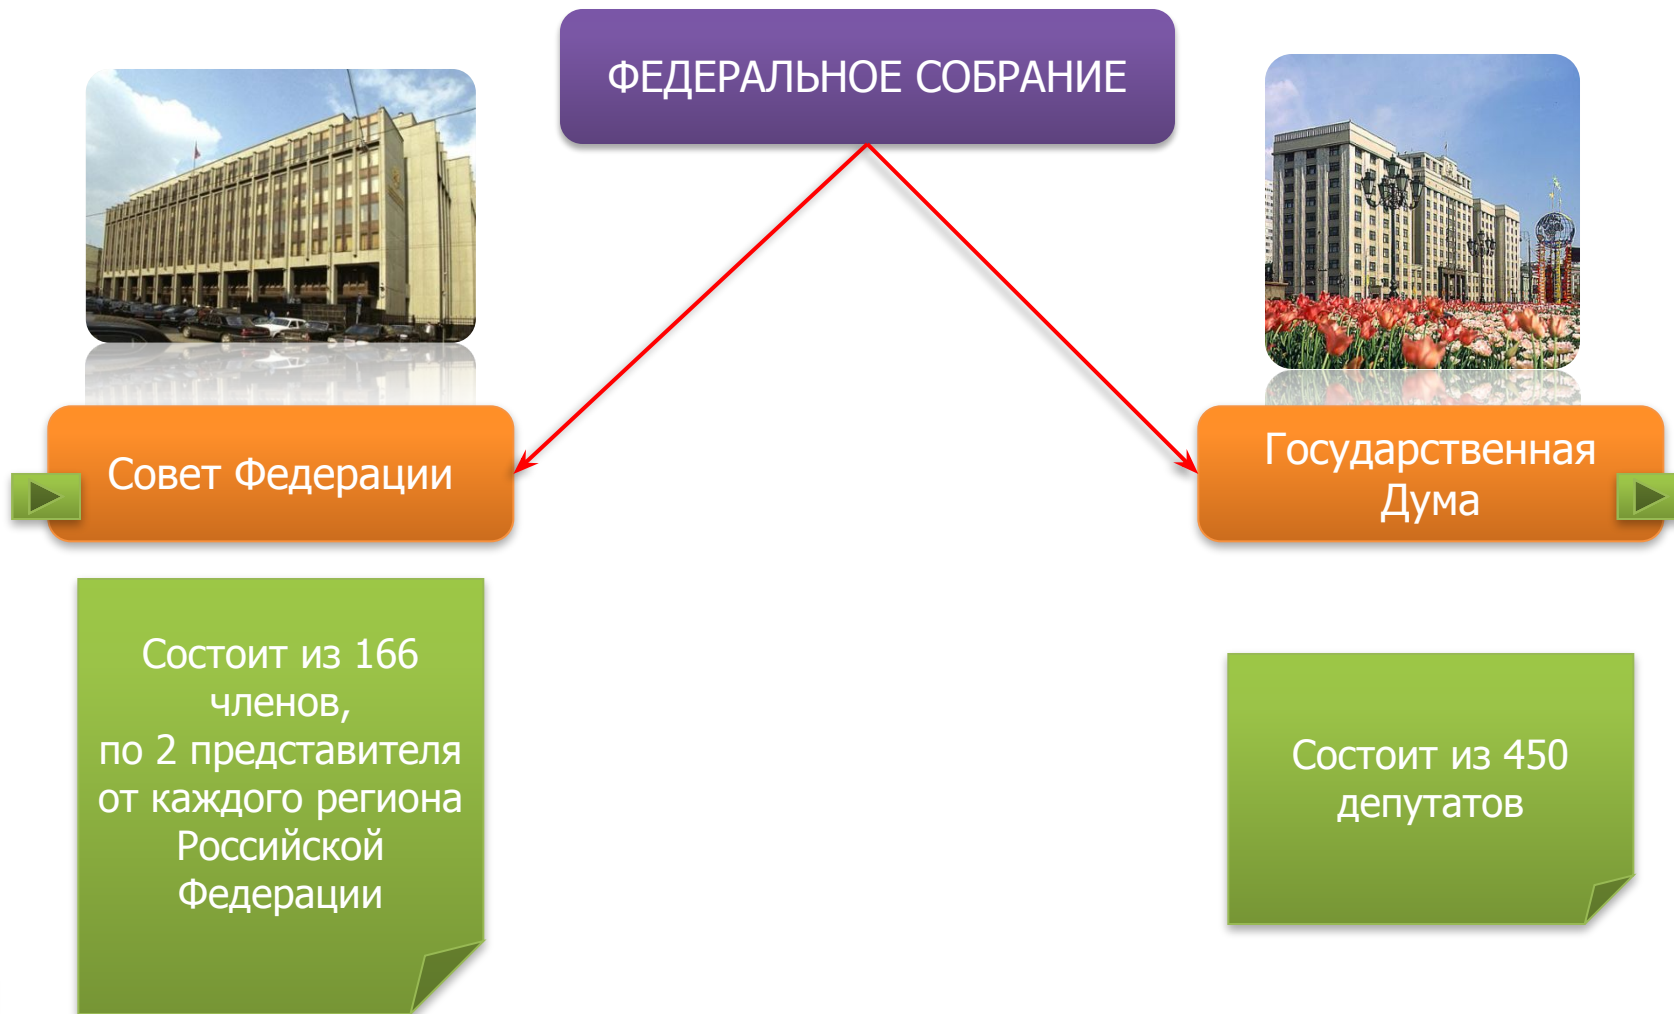 ФЕДЕРАЛЬНОЕ СОБРАНИЕ
Совет Федерации
Государственная
Дума
Состоит из 166
членов,
по 2 представителя
от каждого региона
Российской
Федерации
Состоит из 450
депутатов